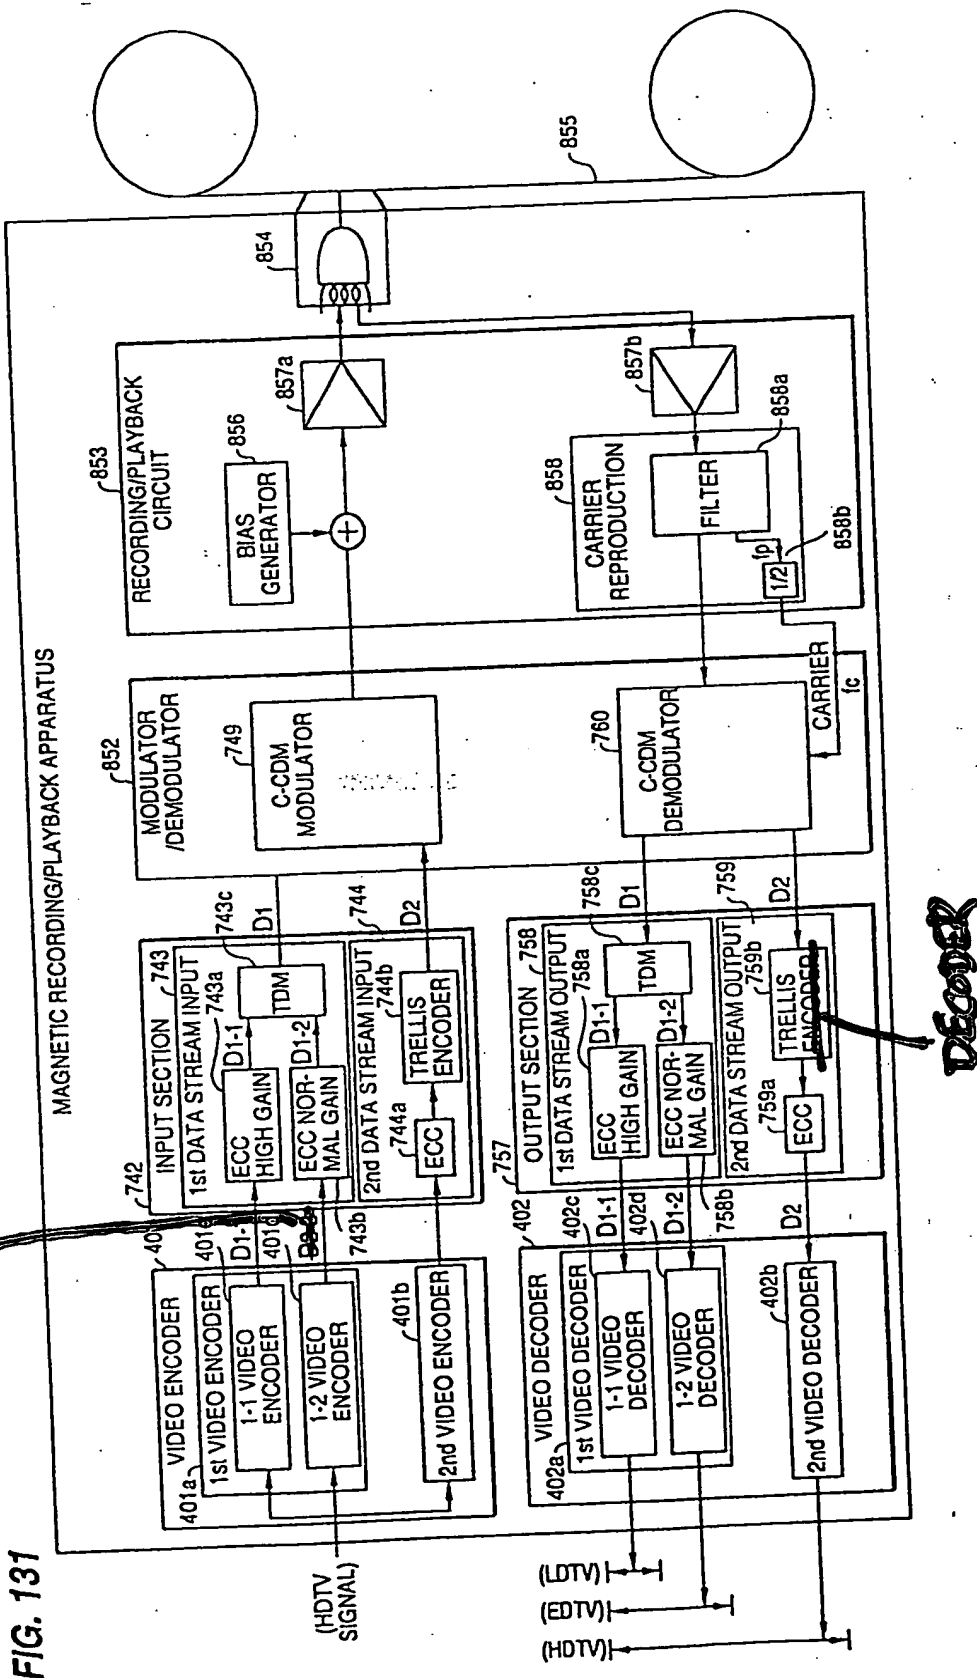 FIG. 131
MAGNETIC RECORDING/PLAYBACK APPARATUS
(HDTV
SIGNAL)
VIDEO ENCODER
401a
1st VIDEO ENCODER
1-1 VIDEO
ENCODER
1-2 VIDEO
ENCODER
401b
2nd VIDEO ENCODER
D1-1
401d
742
INPUT SECTION
743
1st DATA STREAM INPUT
743a
ECC
HIGH GAIN
D1-1
ECC NOR-
MAL GAIN
D1-2
743b
743c
TDM
D1
2nd DATA STREAM INPUT
744
744a
ECC
744b
TRELLIS
ENCODER
D2
852
MODULATOR
/DEMODULATOR
749
C-CDM
MODULATOR
853
RECORDING/PLAYBACK
CIRCUIT
856
BIAS
GENERATOR
+
857a
854
855
857b
858
CARRIER
REPRODUCTION
858a
FILTER
fp
1/2
858b
CARRIER
fc
760
C-CDM
DEMODULATOR
D1
D2
757
OUTPUT SECTION
758
1st DATA STREAM OUTPUT
758a
ECC
HIGH GAIN
D1-1
758c
TDM
ECC NOR-
MAL GAIN
D1-2
758b
2nd DATA STREAM OUTPUT
759
759b
TRELLIS
ENCODER
DECODER
759a
ECC
D2
402
VIDEO DECODER
402a
1st VIDEO DECODER
402c
D1-1
1-1 VIDEO
DECODER
402d
D1-2
1-2 VIDEO
DECODER
402b
2nd VIDEO DECODER
(LDTV)
(EDTV)
(HDTV)